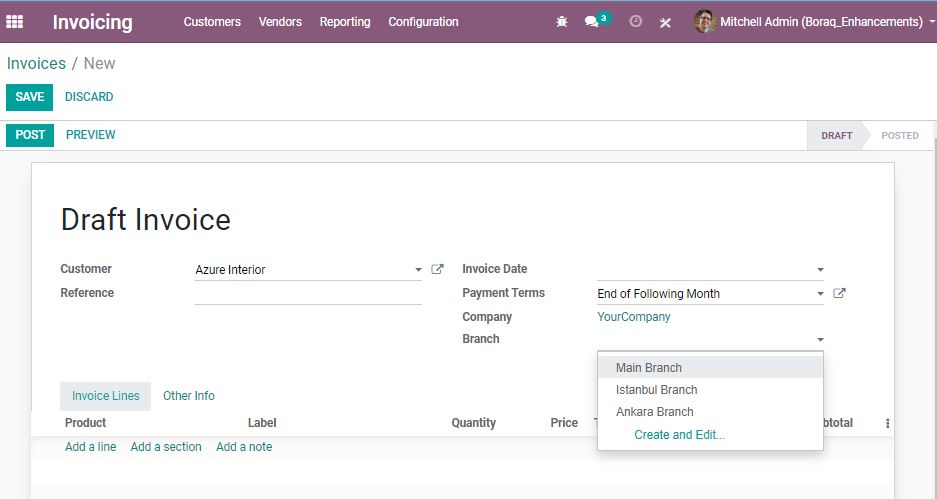 Invoicing Customers Vendors Reporting Configuration 3 Mitchell Admin (Boraq_Enhancements)
Invoices / New
SAVE DISCARD
POST PREVIEW DRAFT POSTED
Draft Invoice
Customer Azure Interior Invoice Date
Reference Payment Terms End of Following Month
Company YourCompany
Branch
Main Branch
Istanbul Branch
Ankara Branch
Create and Edit...
Invoice Lines Other Info
Product Label Quantity Price
Add a line Add a section Add a note